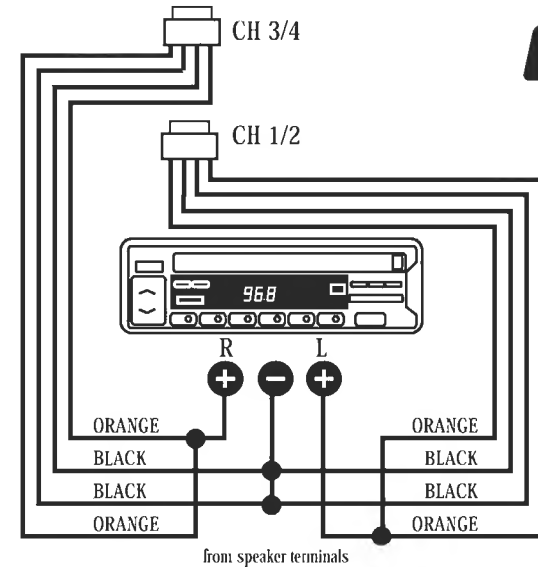 CH 3/4
CH 1/2
96.8
R L
+ − +
ORANGE ORANGE
BLACK BLACK
BLACK BLACK
ORANGE ORANGE
from speaker terminals